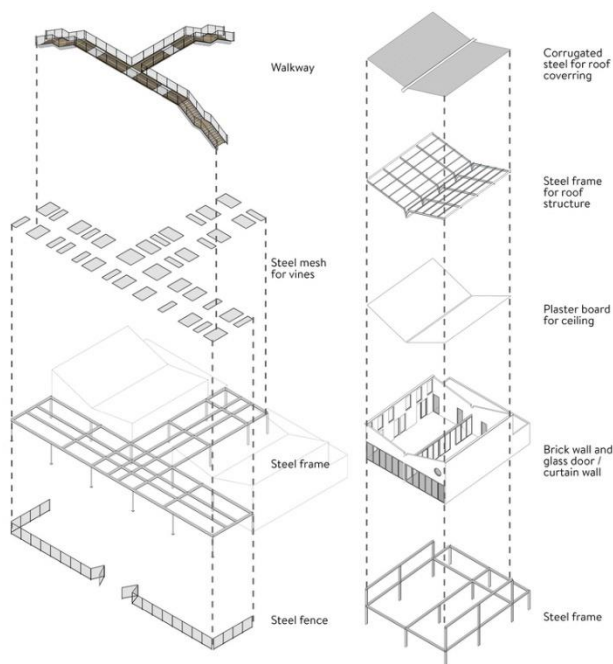 Walkway
Steel mesh
for vines
Steel frame
Steel fence
Corrugated
steel for roof
coverring
Steel frame
for roof
structure
Plaster board
for ceiling
Brick wall and
glass door /
curtain wall
Steel frame